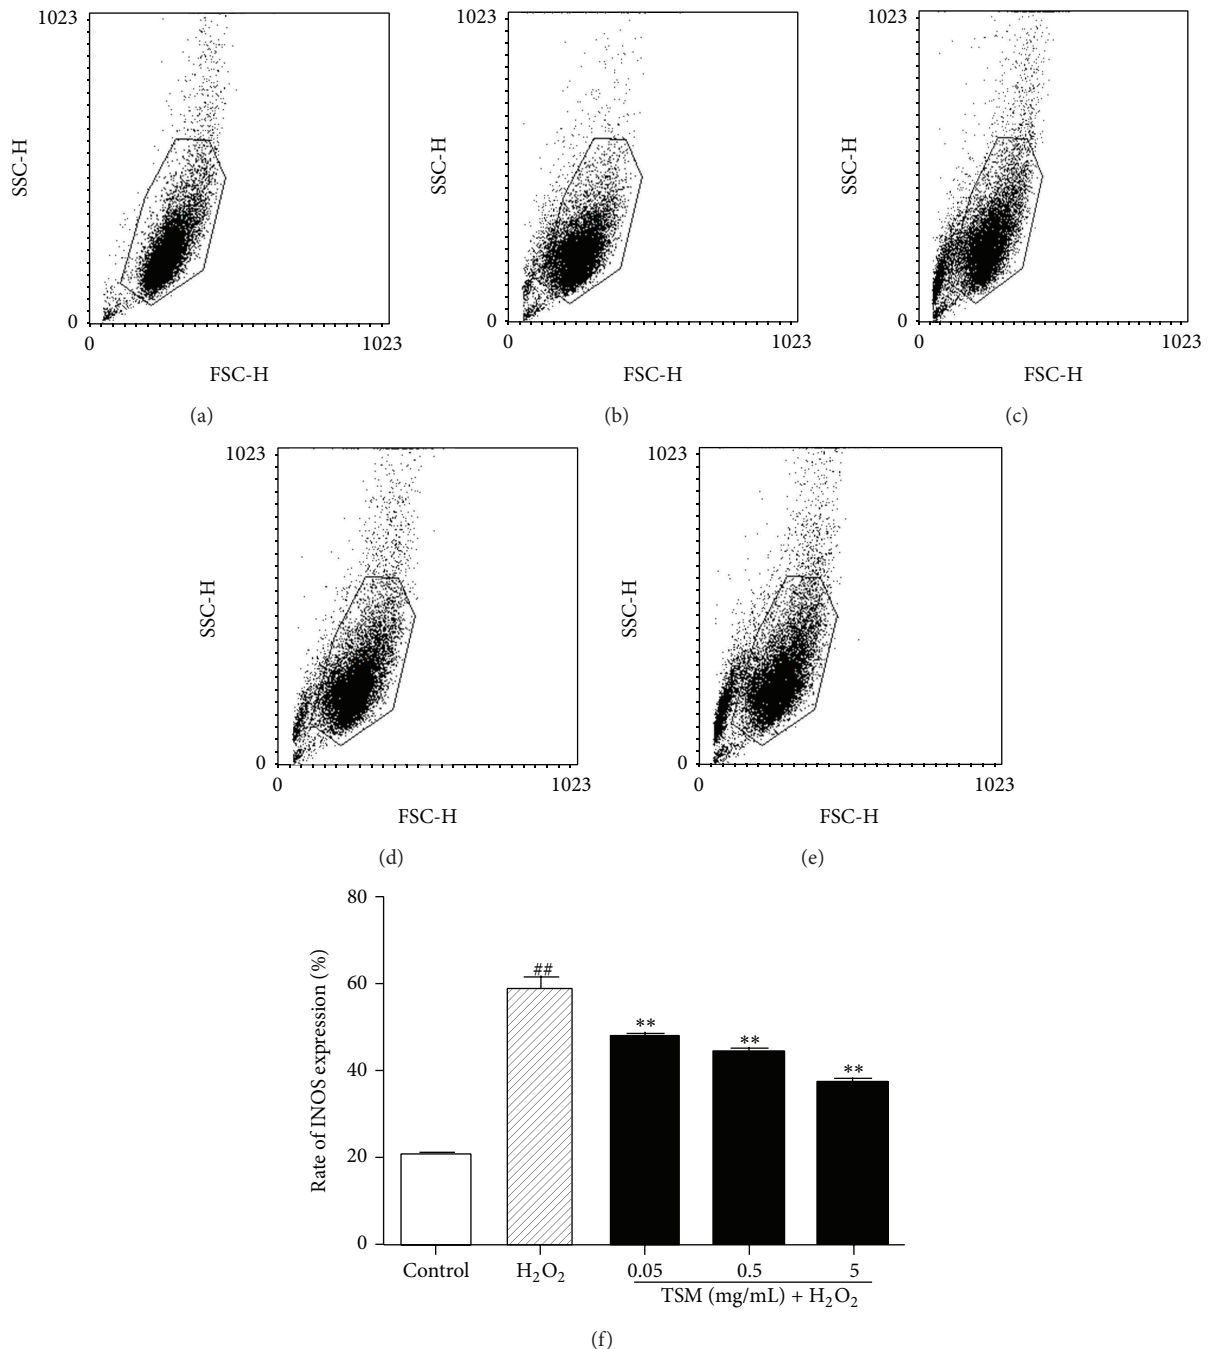 1023
SSC-H
0
0
1023
FSC-H
(a)
1023
SSC-H
0
0
1023
FSC-H
(b)
1023
SSC-H
0
0
1023
FSC-H
(c)
1023
SSC-H
0
0
1023
FSC-H
(d)
1023
SSC-H
0
0
1023
FSC-H
(e)
Rate of INOS expression (%)
80
60
40
20
0
##
**
**
**
Control
H₂O₂
0.05
0.5
5
TSM (mg/mL) + H₂O₂
(f)